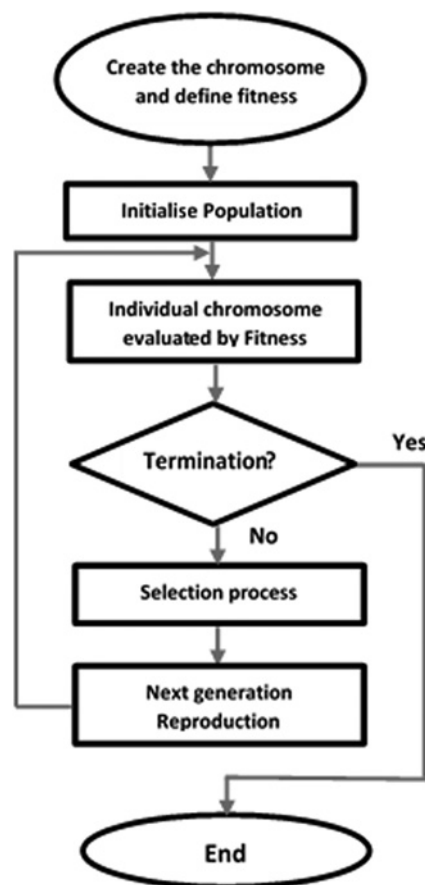 Create the chromosome
and define fitness
Initialise Population
Individual chromosome
evaluated by Fitness
Termination?
Yes
No
Selection process
Next generation
Reproduction
End